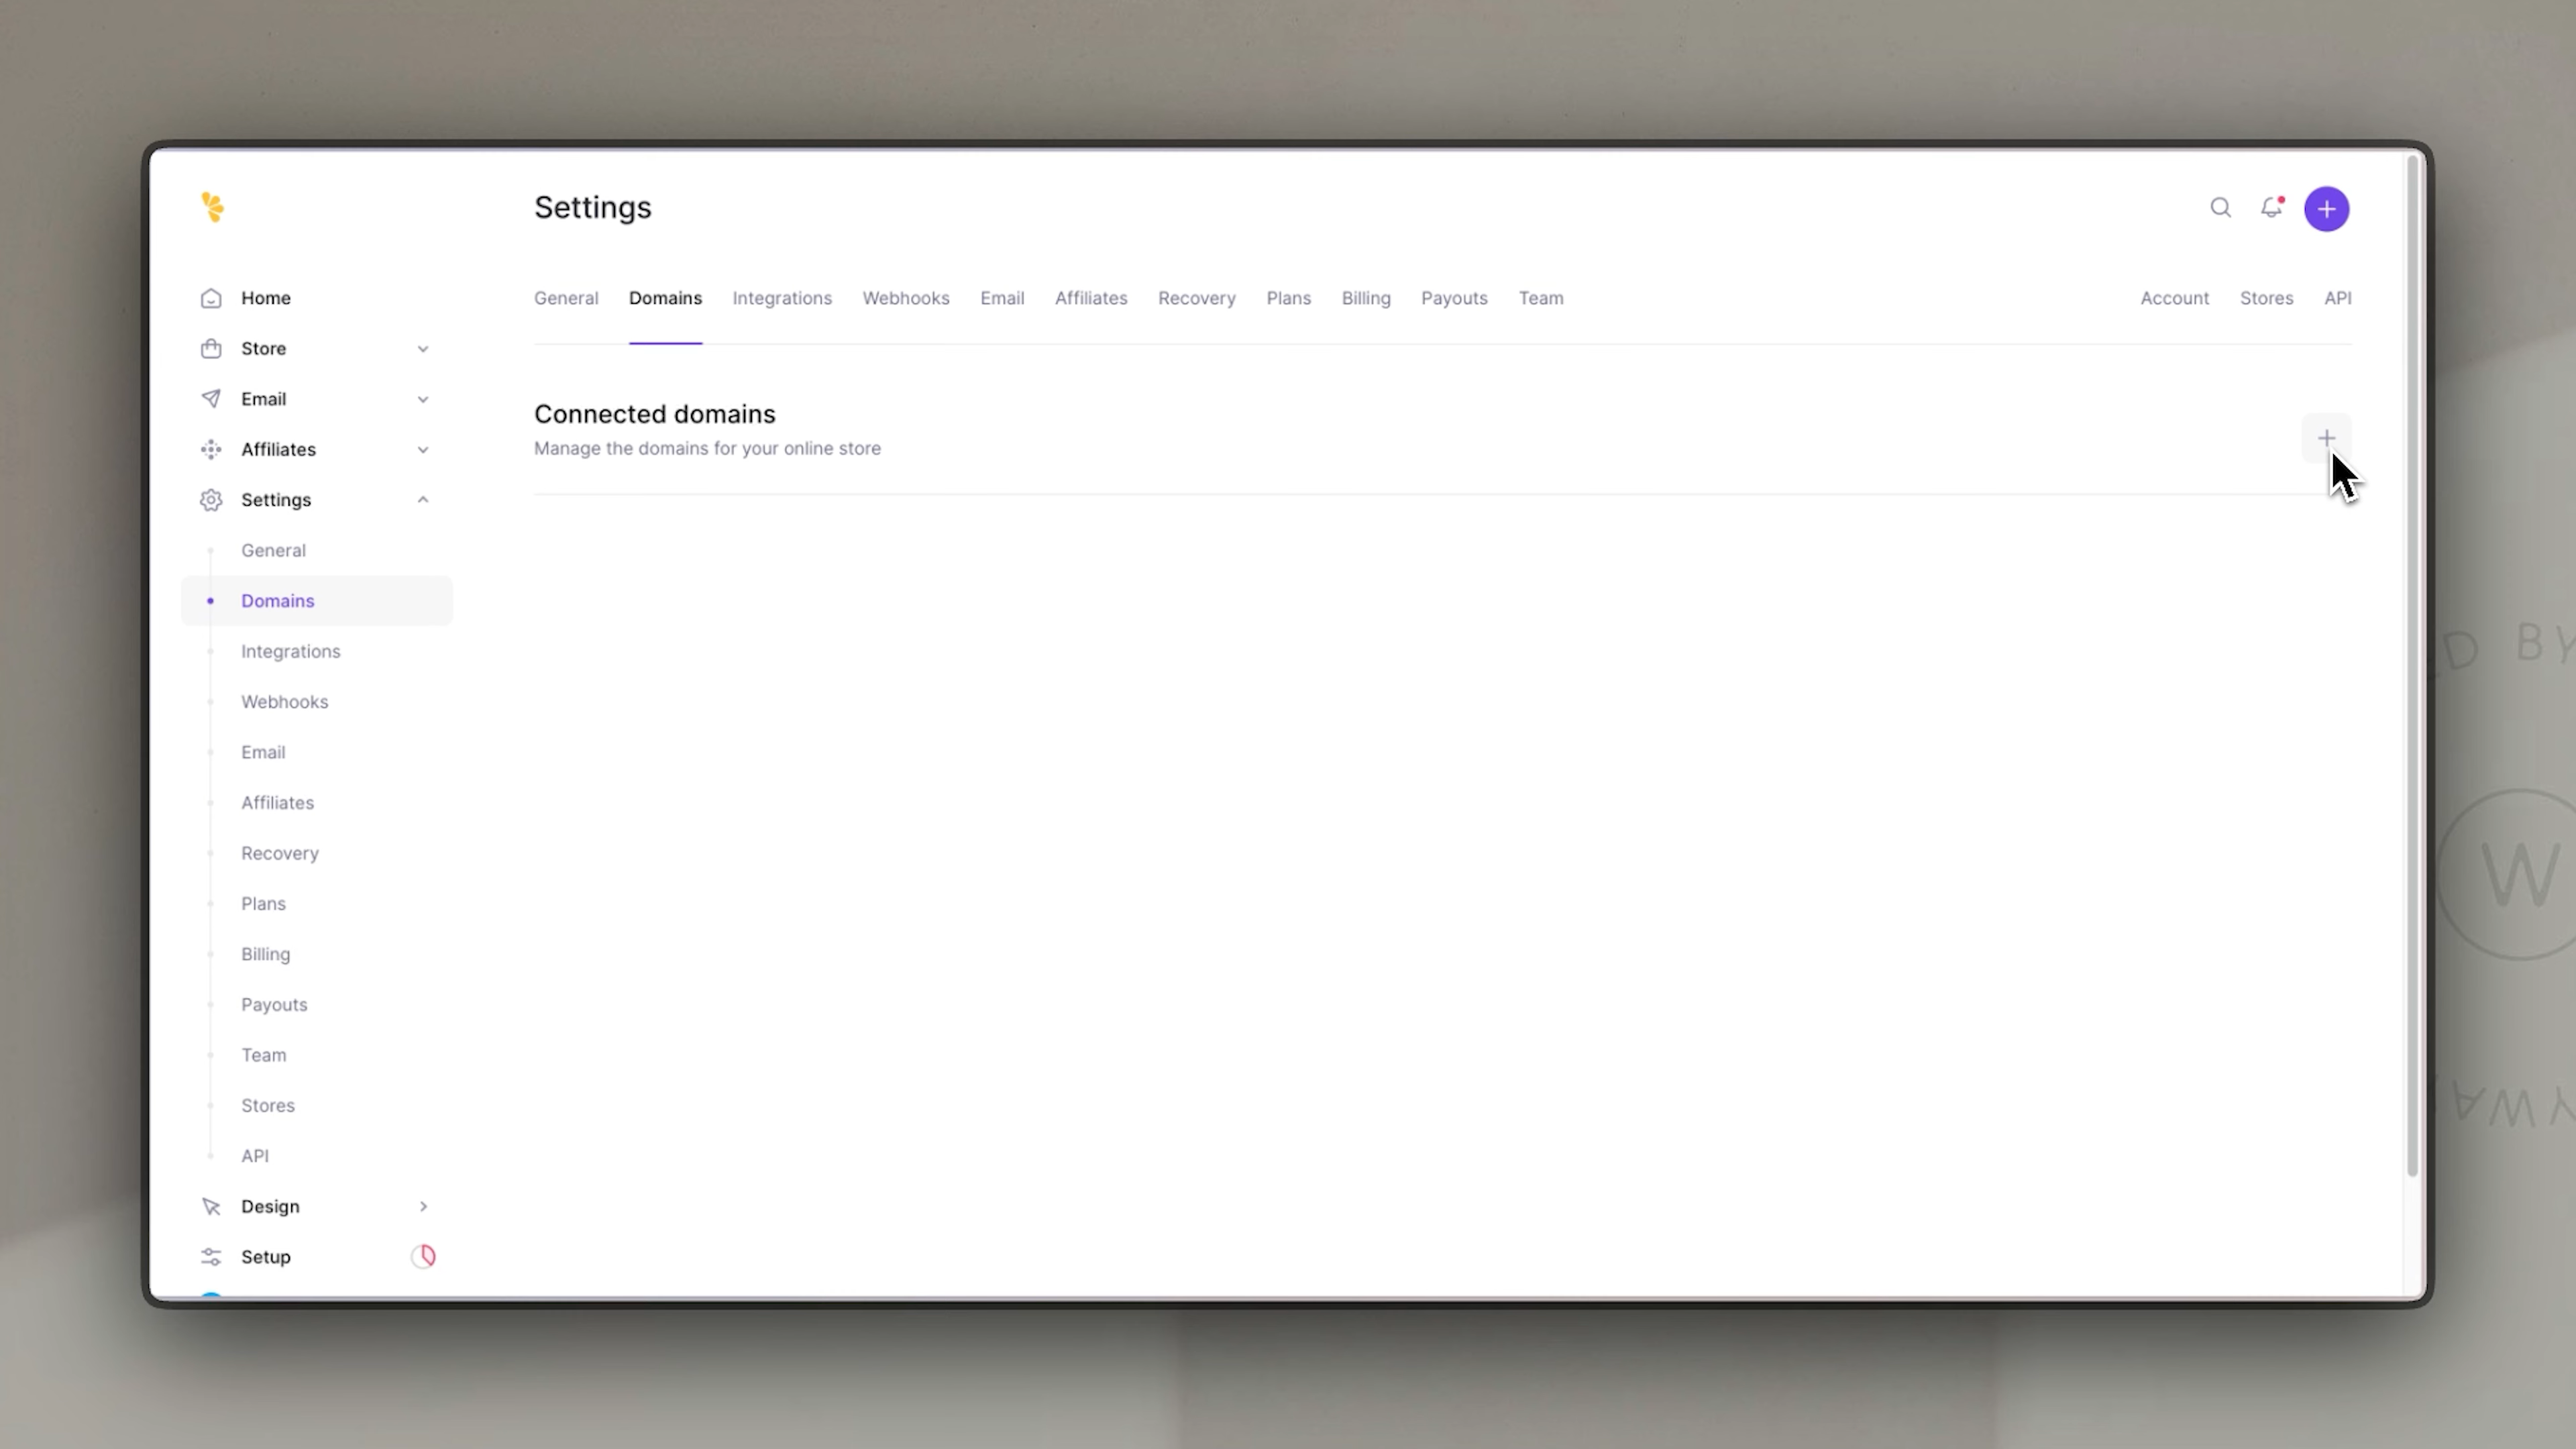 Settings
Home
Store
Email
Affiliates
Settings
General
Domains
Integrations
Webhooks
Email
Affiliates
Recovery
Plans
Billing
Payouts
Team
Stores
API
Design
Setup
General Domains Integrations Webhooks Email Affiliates Recovery Plans Billing Payouts Team Account Stores API
Connected domains
Manage the domains for your online store
D BY
W
YWA